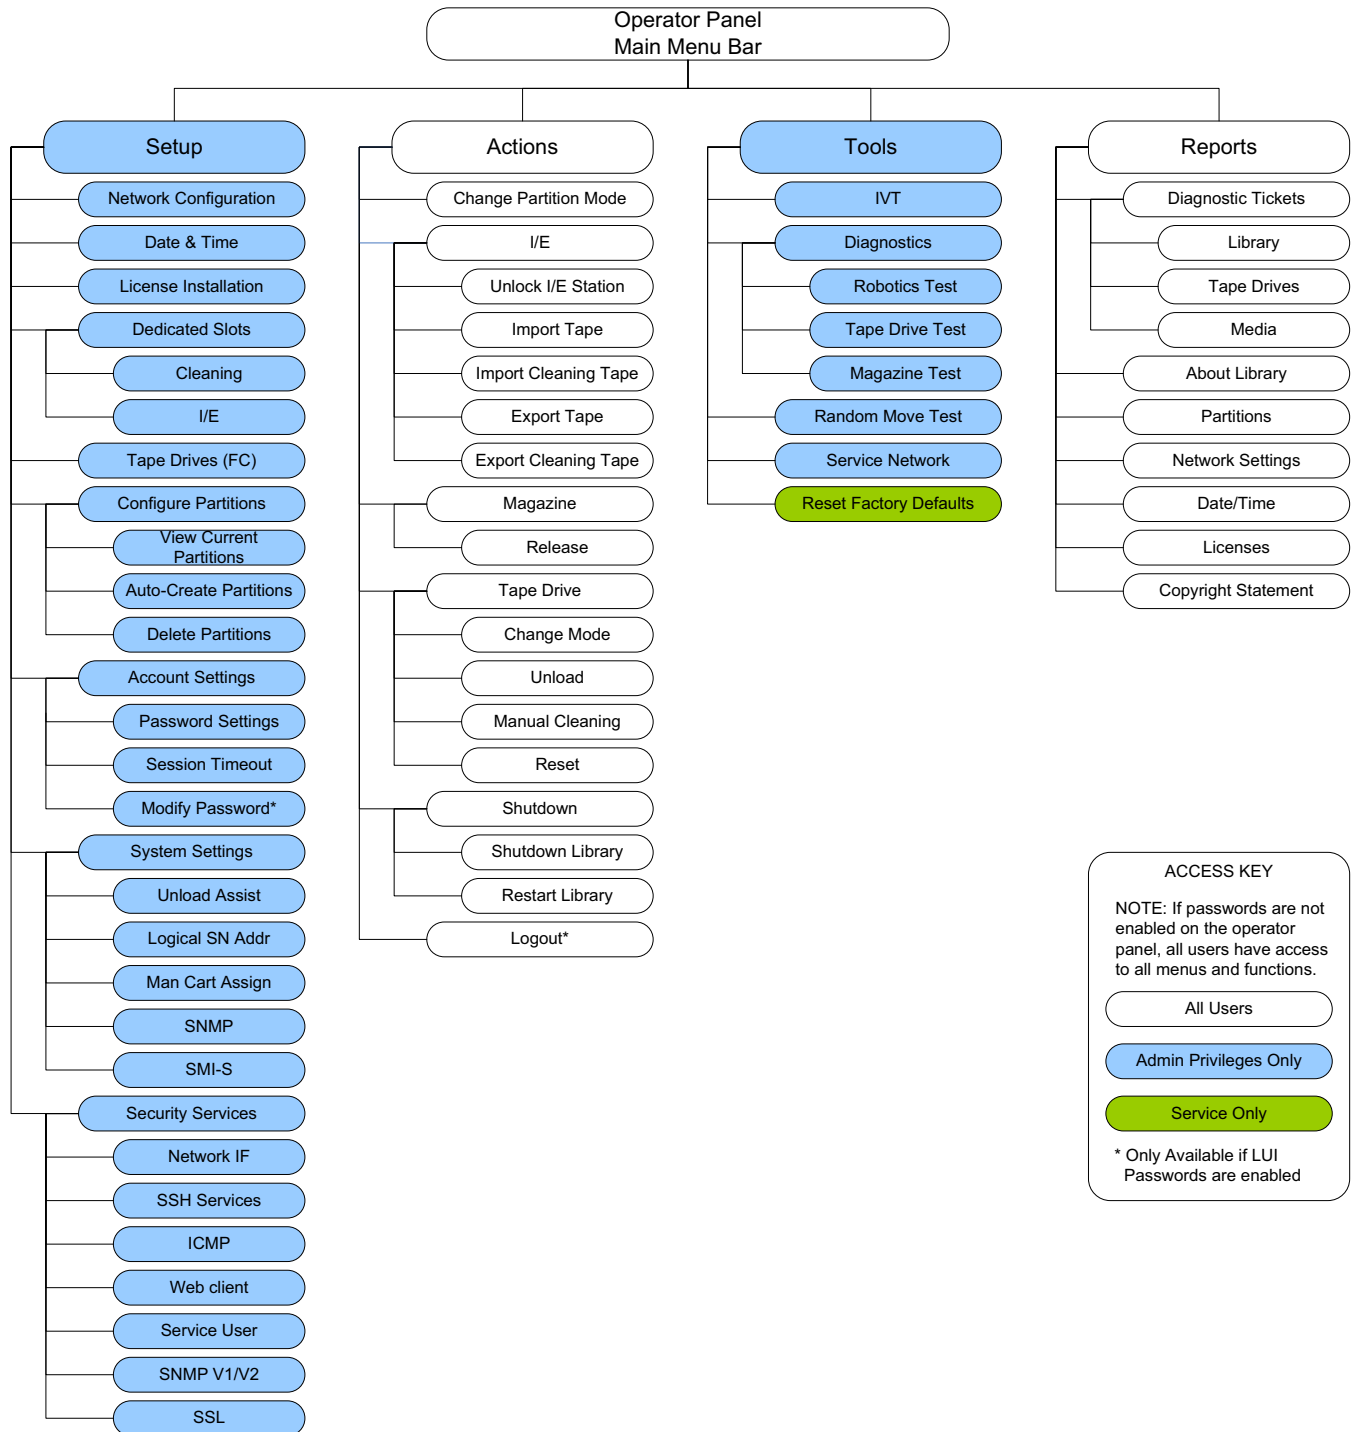 Operator Panel
Main Menu Bar
Setup
Network Configuration
Date & Time
License Installation
Dedicated Slots
Cleaning
I/E
Tape Drives (FC)
Configure Partitions
View Current
Partitions
Auto-Create Partitions
Delete Partitions
Account Settings
Password Settings
Session Timeout
Modify Password*
System Settings
Unload Assist
Logical SN Addr
Man Cart Assign
SNMP
SMI-S
Security Services
Network IF
SSH Services
ICMP
Web client
Service User
SNMP V1/V2
SSL
Actions
Change Partition Mode
I/E
Unlock I/E Station
Import Tape
Import Cleaning Tape
Export Tape
Export Cleaning Tape
Magazine
Release
Tape Drive
Change Mode
Unload
Manual Cleaning
Reset
Shutdown
Shutdown Library
Restart Library
Logout*
Tools
IVT
Diagnostics
Robotics Test
Tape Drive Test
Magazine Test
Random Move Test
Service Network
Reset Factory Defaults
Reports
Diagnostic Tickets
Library
Tape Drives
Media
About Library
Partitions
Network Settings
Date/Time
Licenses
Copyright Statement
ACCESS KEY
NOTE: If passwords are not
enabled on the operator
panel, all users have access
to all menus and functions.
All Users
Admin Privileges Only
Service Only
* Only Available if LUI
Passwords are enabled